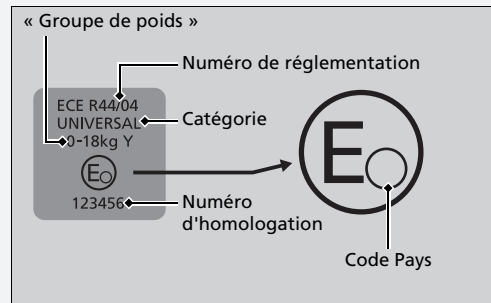 « Groupe de poids »
Numéro de réglementation
ECE R44/04
UNIVERSAL
Catégorie
0-18kg Y
E
E
123456
Numéro
d'homologation
Code Pays